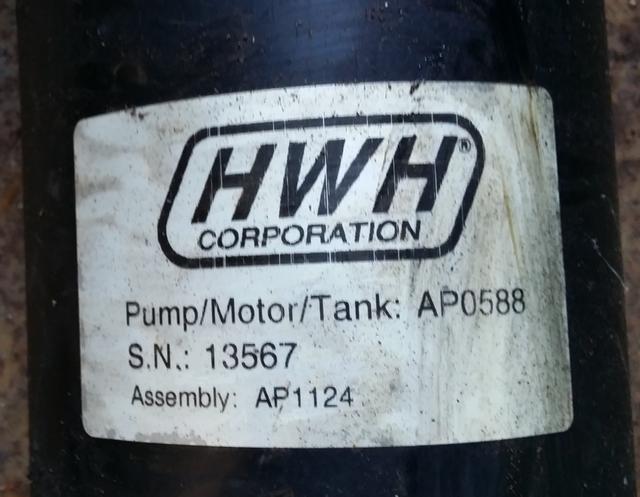 HWH®
CORPORATION
Pump/Motor/Tank: AP0588
S.N.: 13567
Assembly: AP1124